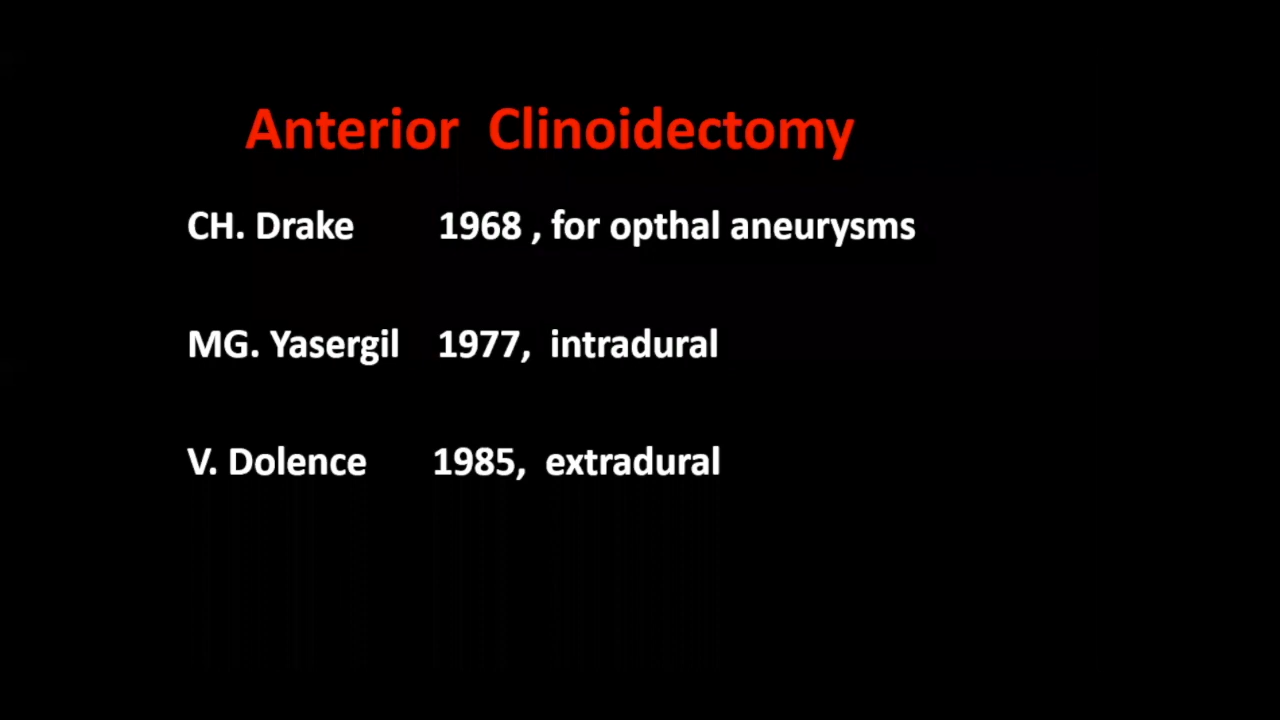 Anterior Clinoidectomy
CH. Drake 1968 , for opthal aneurysms
MG. Yasergil 1977, intradural
V. Dolence 1985, extradural